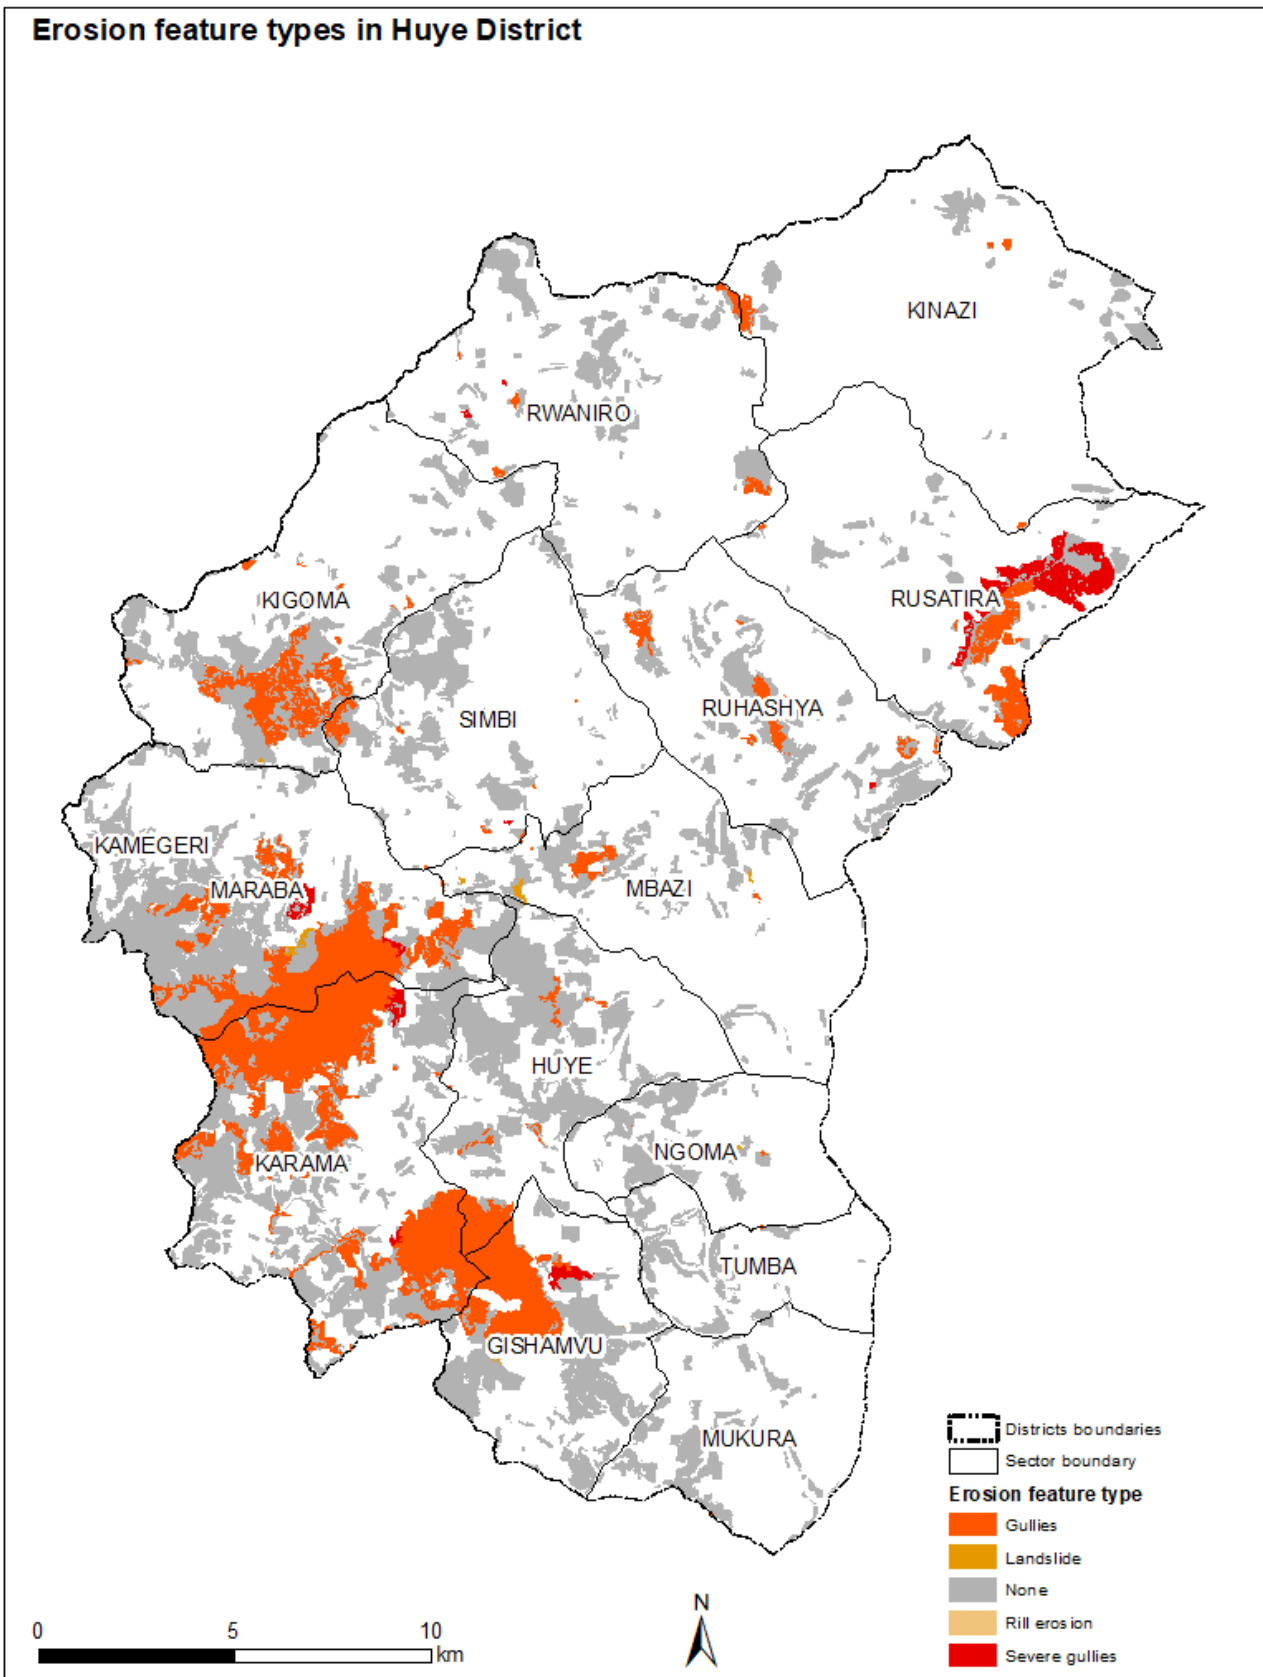 Erosion feature types in Huye District
KINAZI
RWANIRO
RUSATIRA
KIGOMA
RUHASHYA
SIMBI
KAMEGERI
MARABA
MBAZI
HUYE
NGOMA
KARAMA
TUMBA
GISHAMVU
MUKURA
Districts boundaries
Sector boundary
Erosion feature type
Gullies
Landslide
None
Rill erosion
Severe gullies
N
0 5 10
km